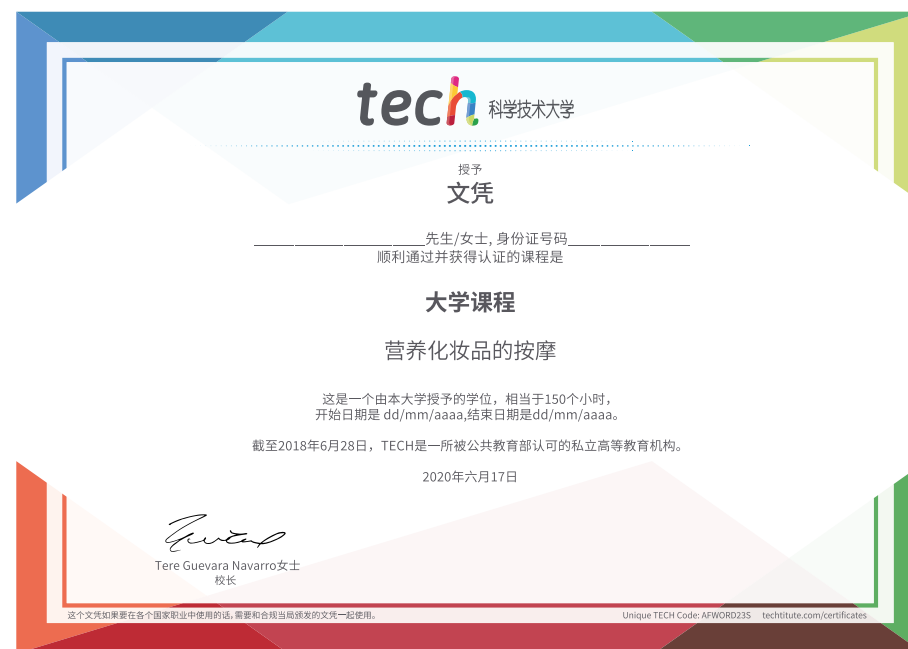 tech 科学技术大学
授予
文凭
____________________先生/女士, 身份证号码______________
顺利通过并获得认证的课程是
大学课程
营养化妆品的按摩
这是一个由本大学授予的学位，相当于150个小时，
开始日期是 dd/mm/aaaa,结束日期是dd/mm/aaaa。
截至2018年6月28日，TECH是一所被公共教育部认可的私立高等教育机构。
2020年六月17日
Tere Guevara Navarro女士
校长
这个文凭如果要在各个国家职业中使用的话,需要和合规当局颁发的文凭一起使用。
Unique TECH Code: AFWORD23S techtitute.com/certificates